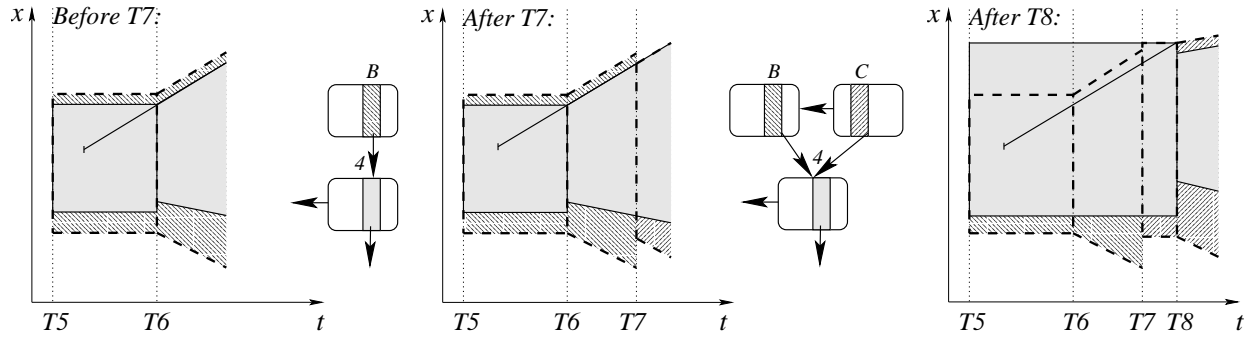 x Before T7:
T5 T6 t
B
4
x After T7:
T5 T6 T7 t
B C
4
x After T8:
T5 T6 T7 T8 t